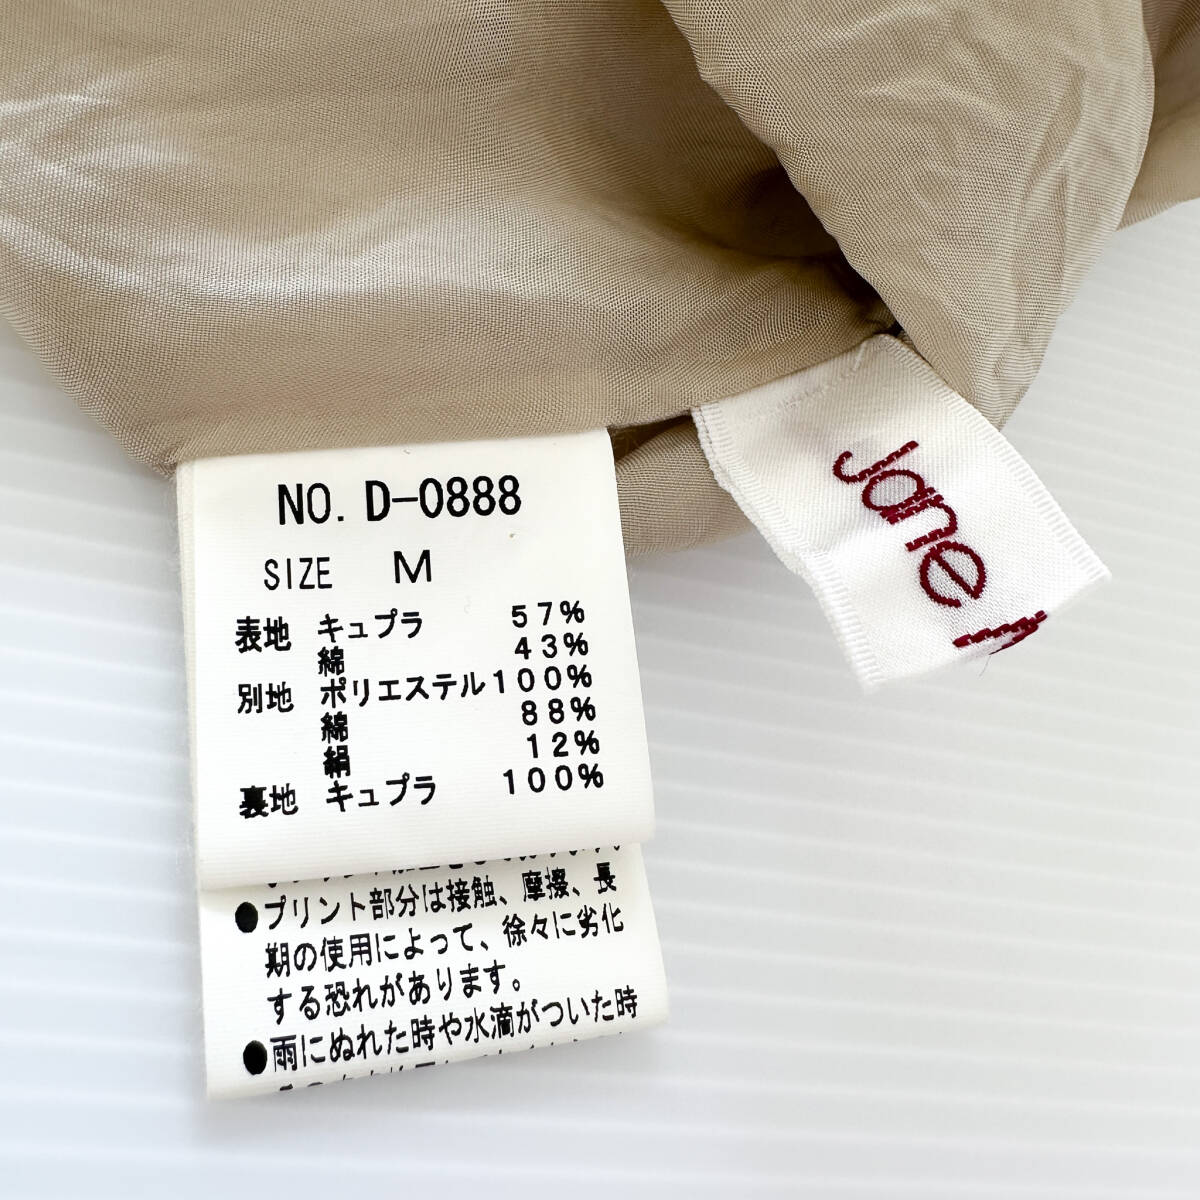 NO. D-0888
SIZE M
表地 キュプラ 57%
綿 43%
別地 ポリエステル 100%
綿 88%
絹 12%
裏地 キュプラ 100%
●プリント部分は接触、摩擦、長
期の使用によって、徐々に劣化
する恐れがあります。
●雨にぬれた時や水滴がついた時
Jane